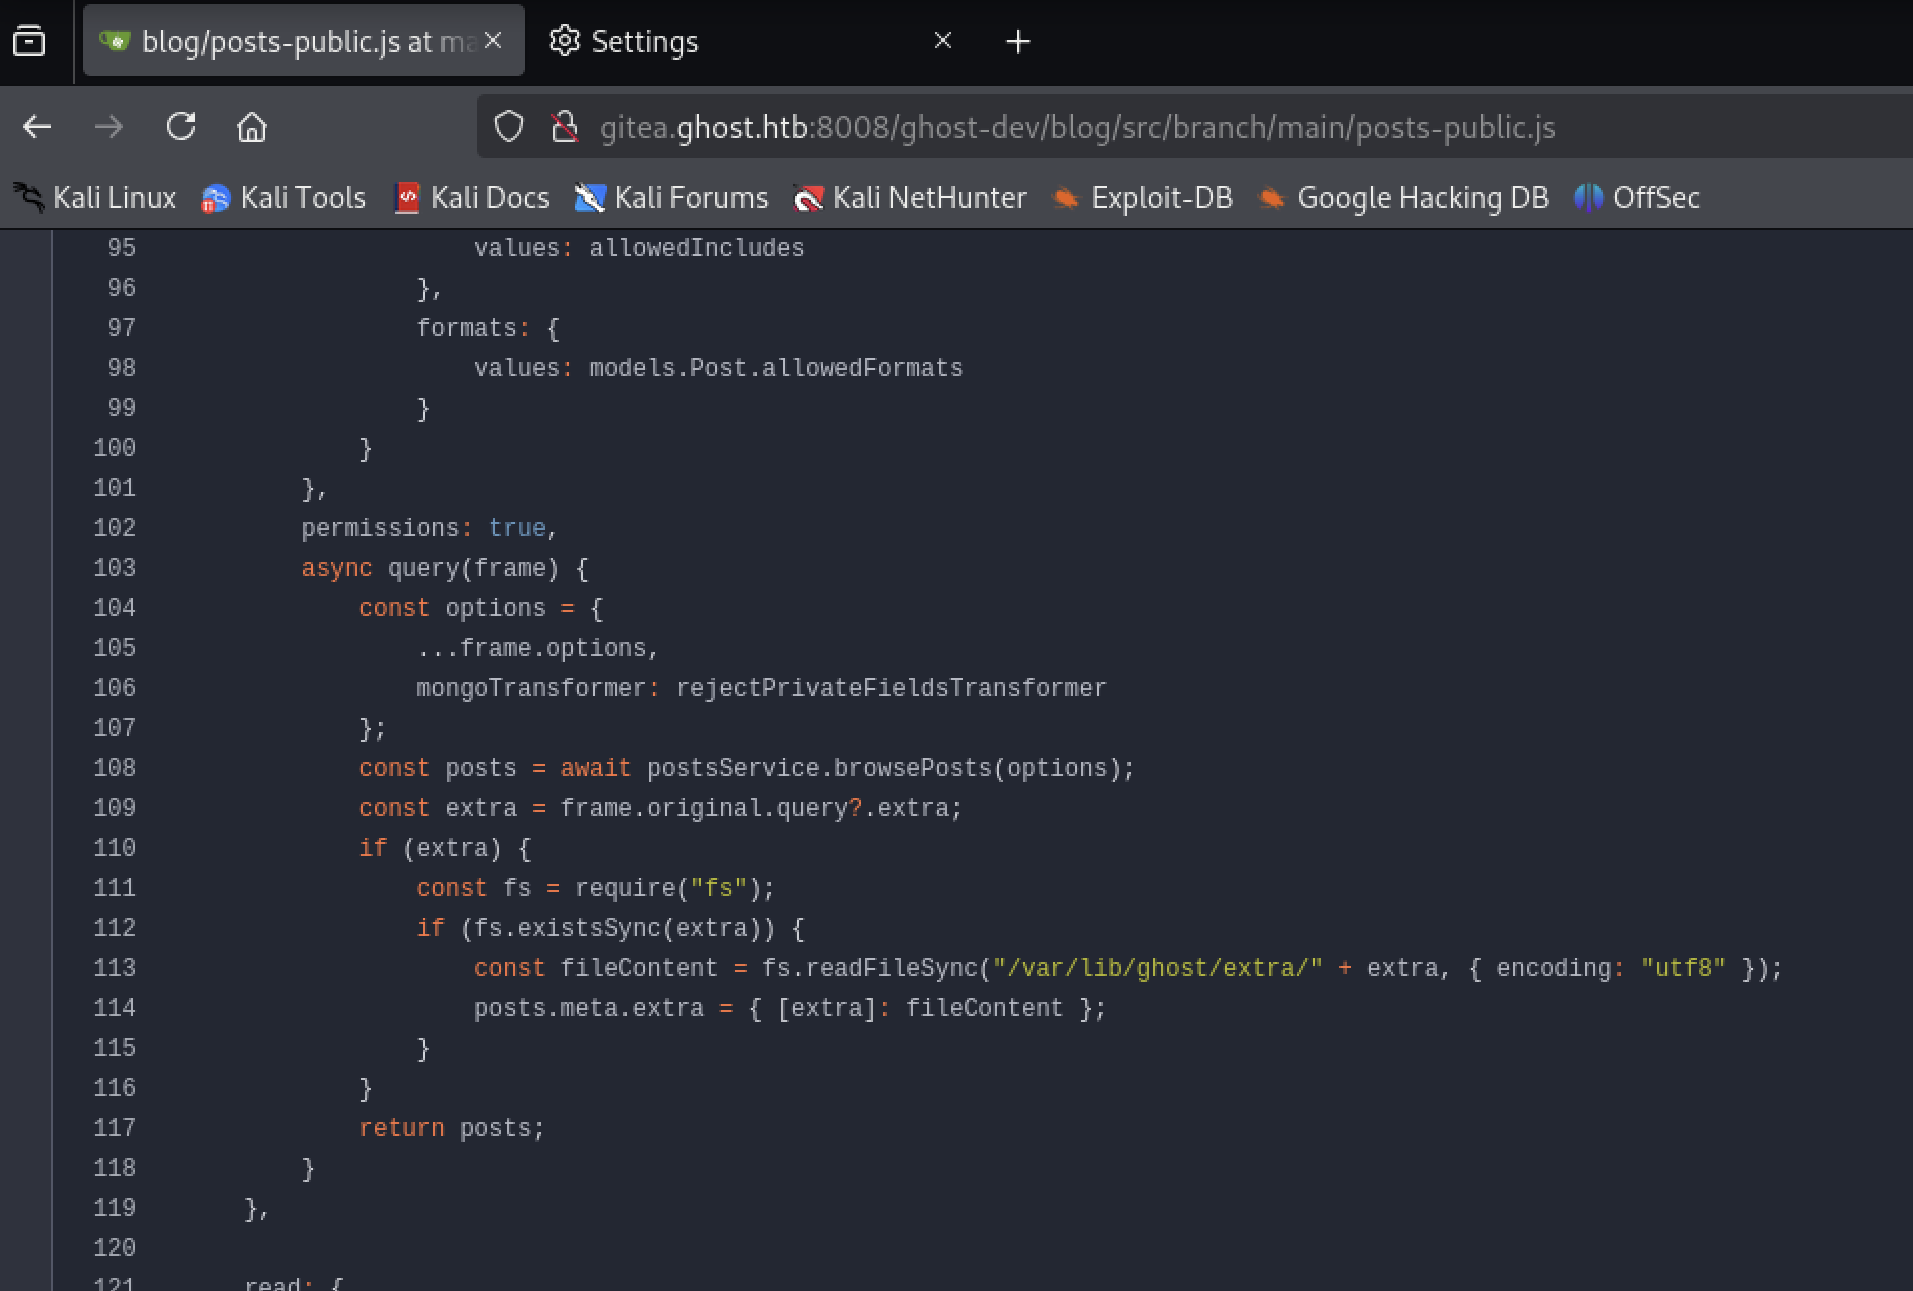 blog/posts-public.js at ma
Settings
gitea.ghost.htb:8008/ghost-dev/blog/src/branch/main/posts-public.js
Kali Linux Kali Tools Kali Docs Kali Forums Kali NetHunter Exploit-DB Google Hacking DB OffSec
95                         values: allowedIncludes
96                     },
97                     formats: {
98                         values: models.Post.allowedFormats
99                     }
100                 }
101             },
102             permissions: true,
103             async query(frame) {
104                 const options = {
105                     ...frame.options,
106                     mongoTransformer: rejectPrivateFieldsTransformer
107                 };
108                 const posts = await postsService.browsePosts(options);
109                 const extra = frame.original.query?.extra;
110                 if (extra) {
111                     const fs = require("fs");
112                     if (fs.existsSync(extra)) {
113                         const fileContent = fs.readFileSync("/var/lib/ghost/extra/" + extra, { encoding: "utf8" });
114                         posts.meta.extra = { [extra]: fileContent };
115                     }
116                 }
117                 return posts;
118             }
119         },
120
121         read: {